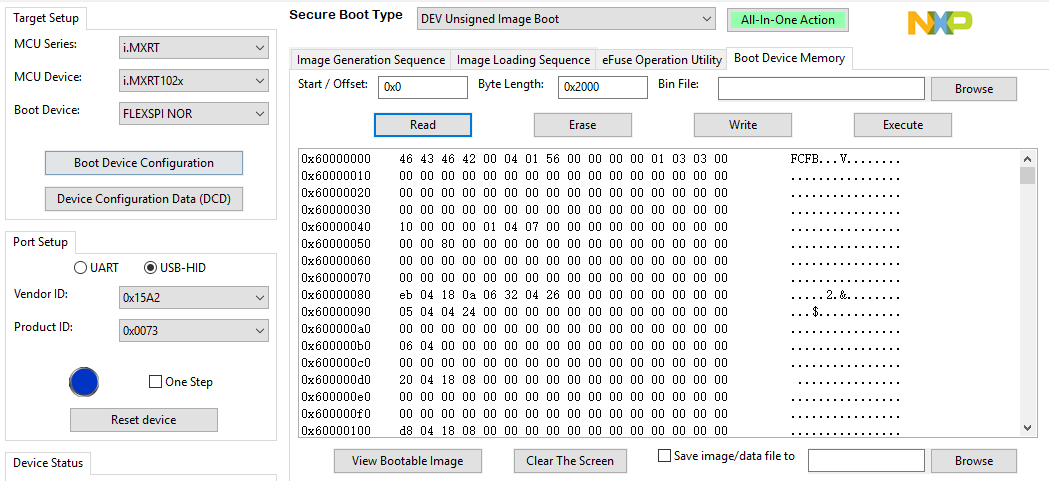 Target Setup
MCU Series: i.MXRT
MCU Device: i.MXRT102x
Boot Device: FLEXSPI NOR
Boot Device Configuration
Device Configuration Data (DCD)
Port Setup
UART USB-HID
Vendor ID: 0x15A2
Product ID: 0x0073
One Step
Reset device
Device Status
Secure Boot Type DEV Unsigned Image Boot All-In-One Action NXP
Image Generation Sequence Image Loading Sequence eFuse Operation Utility Boot Device Memory
Start / Offset: 0x0 Byte Length: 0x2000 Bin File: Browse
Read Erase Write Execute
0x60000000 46 43 46 42 00 04 01 56 00 00 00 00 01 03 03 00 FCFB...V........
0x60000010 00 00 00 00 00 00 00 00 00 00 00 00 00 00 00 00 ................
0x60000020 00 00 00 00 00 00 00 00 00 00 00 00 00 00 00 00 ................
0x60000030 00 00 00 00 00 00 00 00 00 00 00 00 00 00 00 00 ................
0x60000040 10 00 00 00 01 04 07 00 00 00 00 00 00 00 00 00 ................
0x60000050 00 00 80 00 00 00 00 00 00 00 00 00 00 00 00 00 ................
0x60000060 00 00 00 00 00 00 00 00 00 00 00 00 00 00 00 00 ................
0x60000070 00 00 00 00 00 00 00 00 00 00 00 00 00 00 00 00 ................
0x60000080 eb 04 18 0a 06 32 04 26 00 00 00 00 00 00 00 00 .....2.&........
0x60000090 05 04 04 24 00 00 00 00 00 00 00 00 00 00 00 00 ...$............
0x600000a0 00 00 00 00 00 00 00 00 00 00 00 00 00 00 00 00 ................
0x600000b0 06 04 00 00 00 00 00 00 00 00 00 00 00 00 00 00 ................
0x600000c0 00 00 00 00 00 00 00 00 00 00 00 00 00 00 00 00 ................
0x600000d0 20 04 18 08 00 00 00 00 00 00 00 00 00 00 00 00 ................
0x600000e0 00 00 00 00 00 00 00 00 00 00 00 00 00 00 00 00 ................
0x600000f0 00 00 00 00 00 00 00 00 00 00 00 00 00 00 00 00 ................
0x60000100 d8 04 18 08 00 00 00 00 00 00 00 00 00 00 00 00 ................
View Bootable Image Clear The Screen Save image/data file to Browse